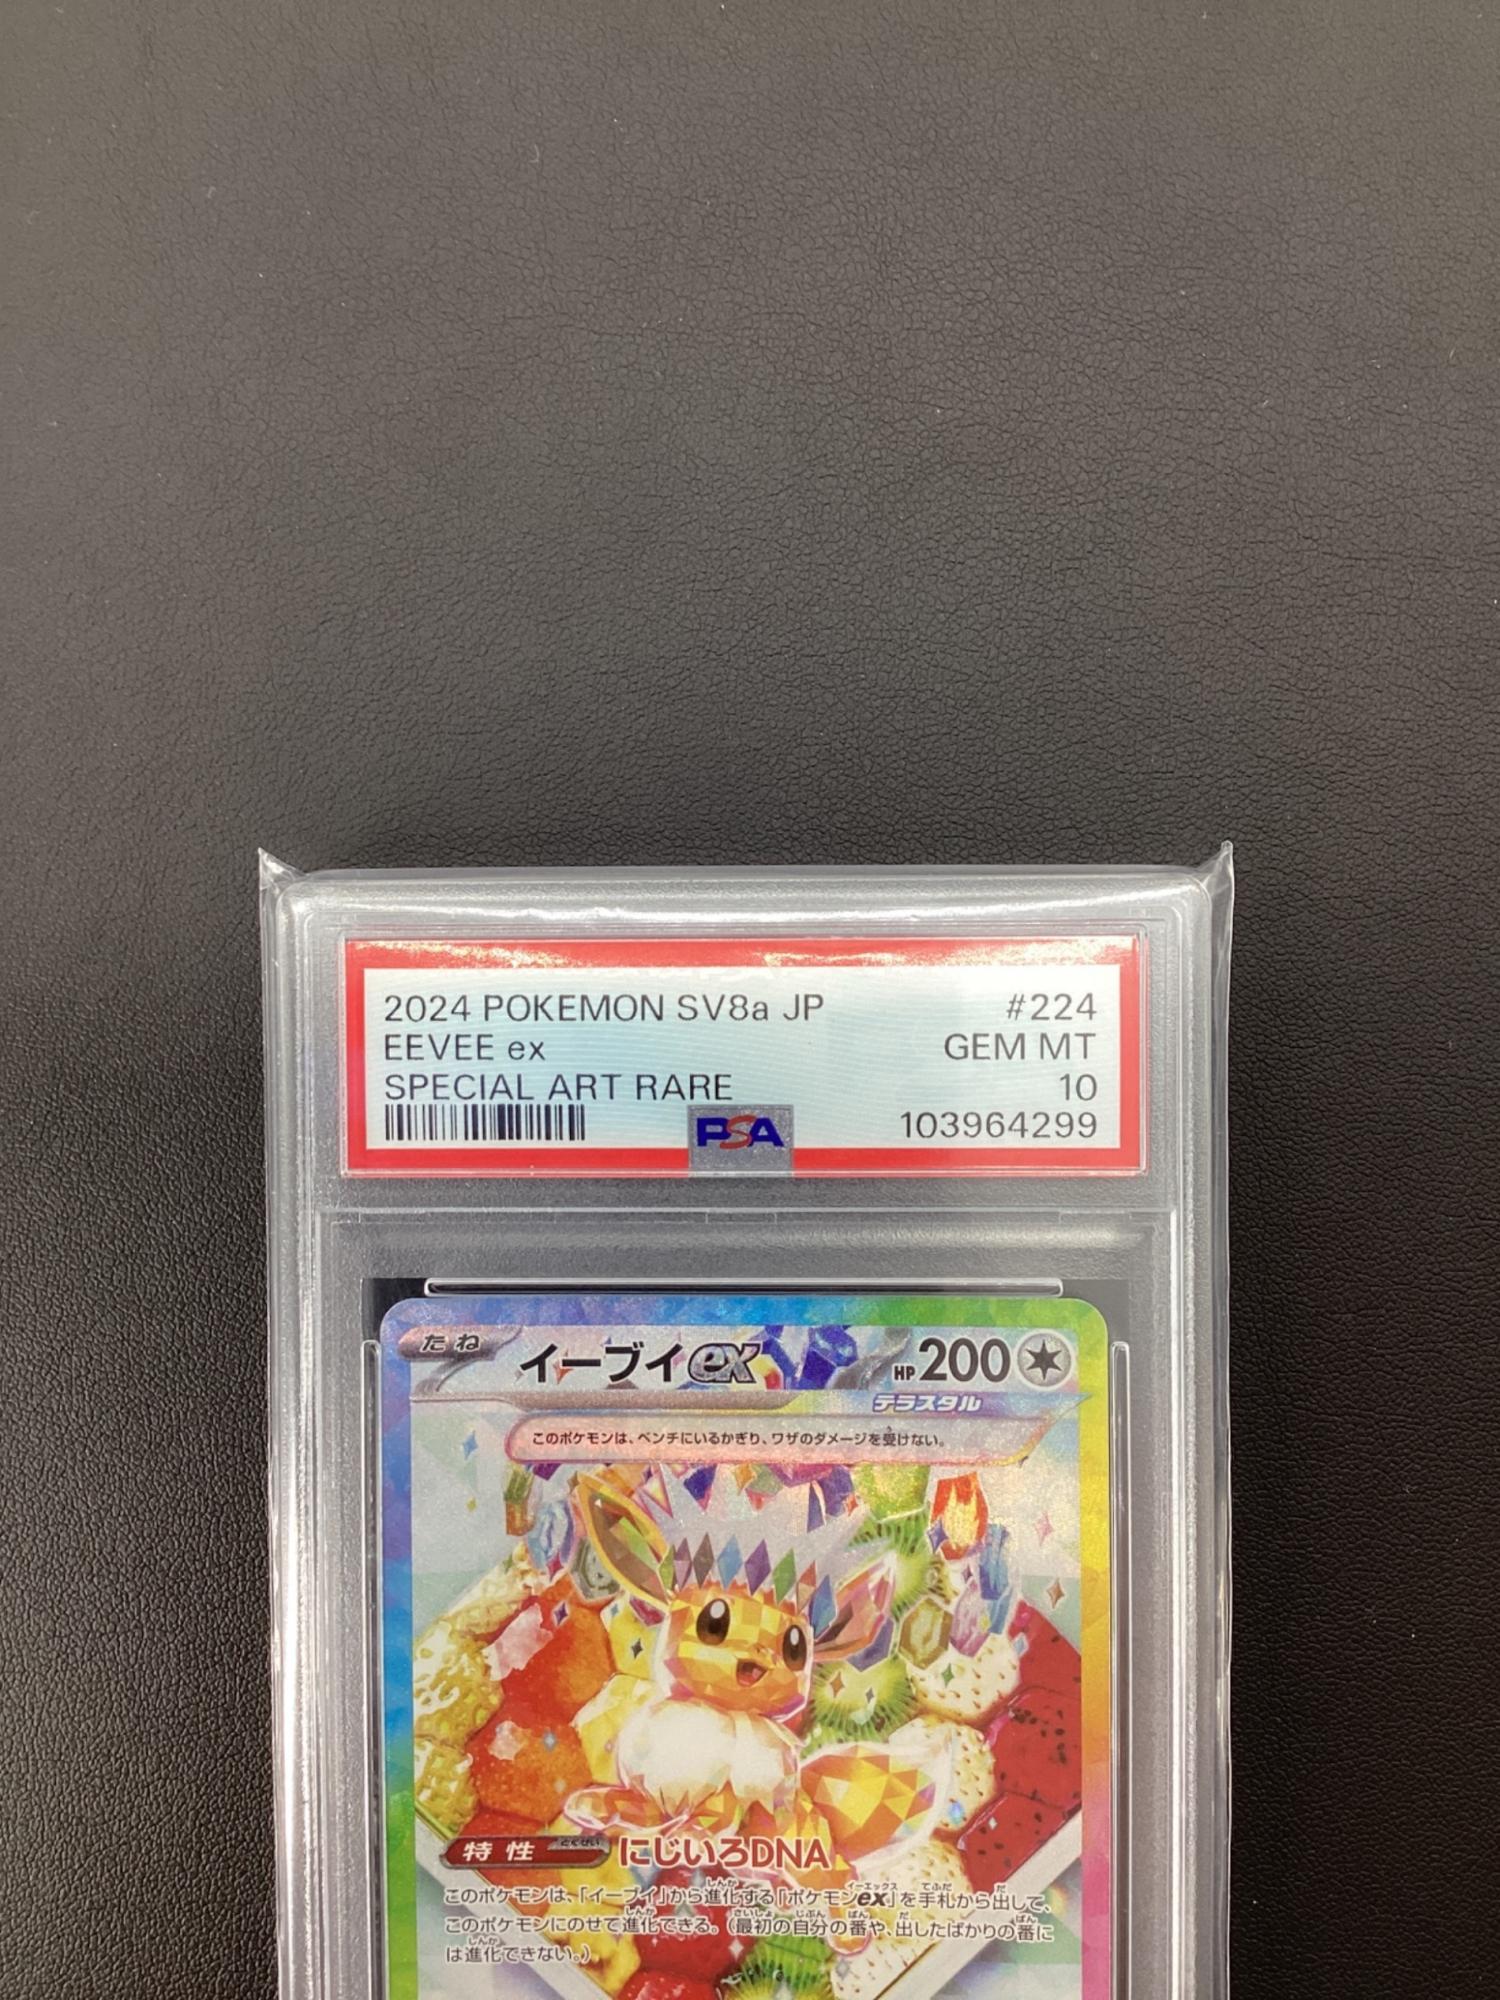 2024 POKEMON SV8a JP #224
EEVEE ex GEM MT
SPECIAL ART RARE 10
PSA 103964299
たね イーブイex HP200
テラスタル
このポケモンは、ベンチにいるかぎり、ワザのダメージを受けない。
特性 とくせい にじいろDNA
このポケモンは、「イーブイ」から進化する「ポケモンex」を手札から出して、
このポケモンにのせて進化できる。（最初の自分の番や、出したばかりの番に
は進化できない。）